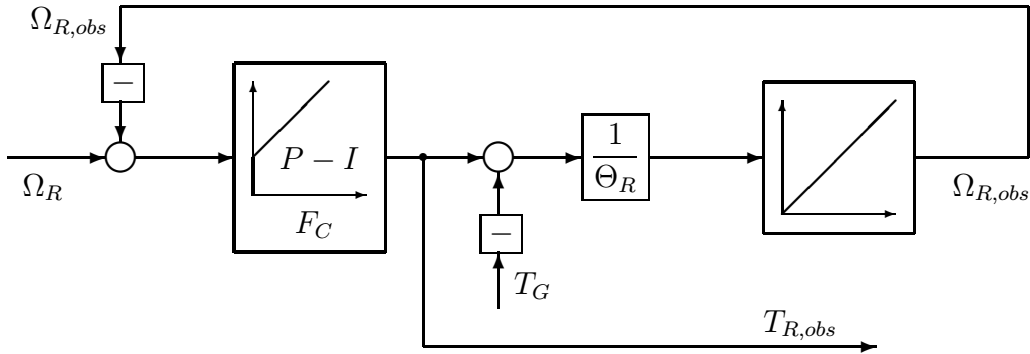 Ω_{R,obs}
−
P − I
F_C
Ω_R
1
Θ_R
−
T_G
Ω_{R,obs}
T_{R,obs}